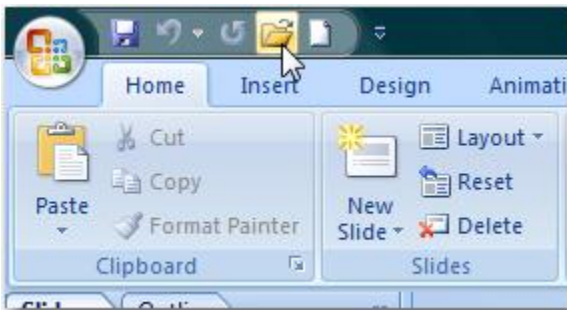 Home Insert Design Animati
Cut
Copy
Paste
Format Painter
Clipboard
Layout
Reset
New
Slide
Delete
Slides